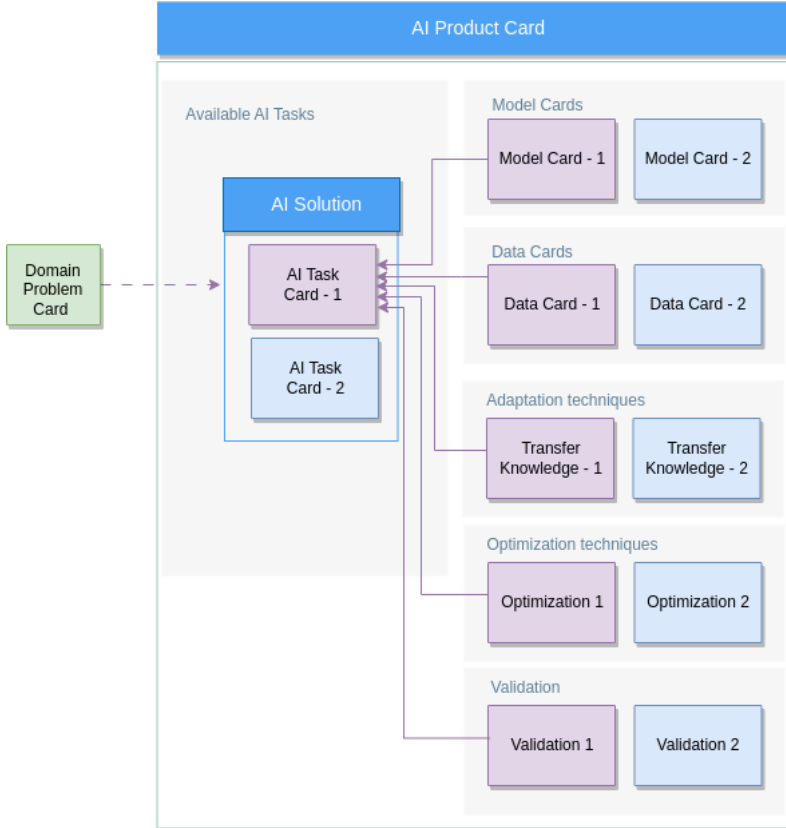 AI Product Card
Available AI Tasks
AI Solution
Domain
Problem
Card
AI Task
Card - 1
AI Task
Card - 2
Model Cards
Model Card - 1
Model Card - 2
Data Cards
Data Card - 1
Data Card - 2
Adaptation techniques
Transfer
Knowledge - 1
Transfer
Knowledge - 2
Optimization techniques
Optimization 1
Optimization 2
Validation
Validation 1
Validation 2